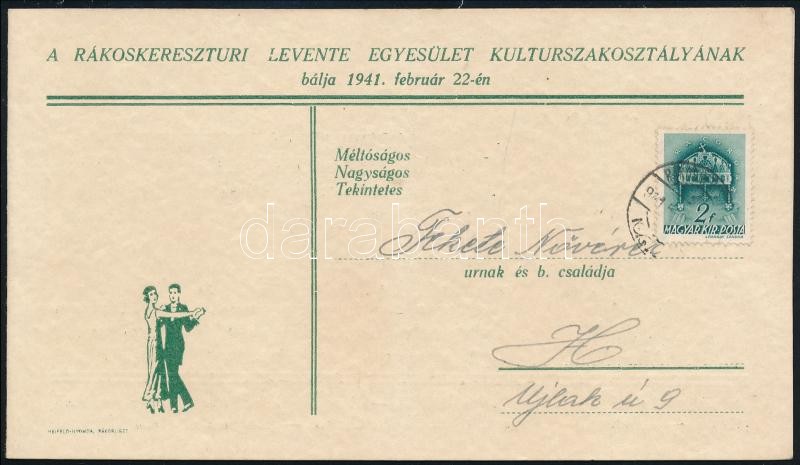 A RÁKOSKERESZTURI LEVENTE EGYESÜLET KULTURSZAKOSZTÁLYÁNAK
bálja 1941. február 22-én
Méltóságos
Nagyságos
Tekintetes
2f
MAGYAR KIR. POSTA
darabanth
Fekete Nővérek
urnak és b. családja
H
Ujlak ú 9